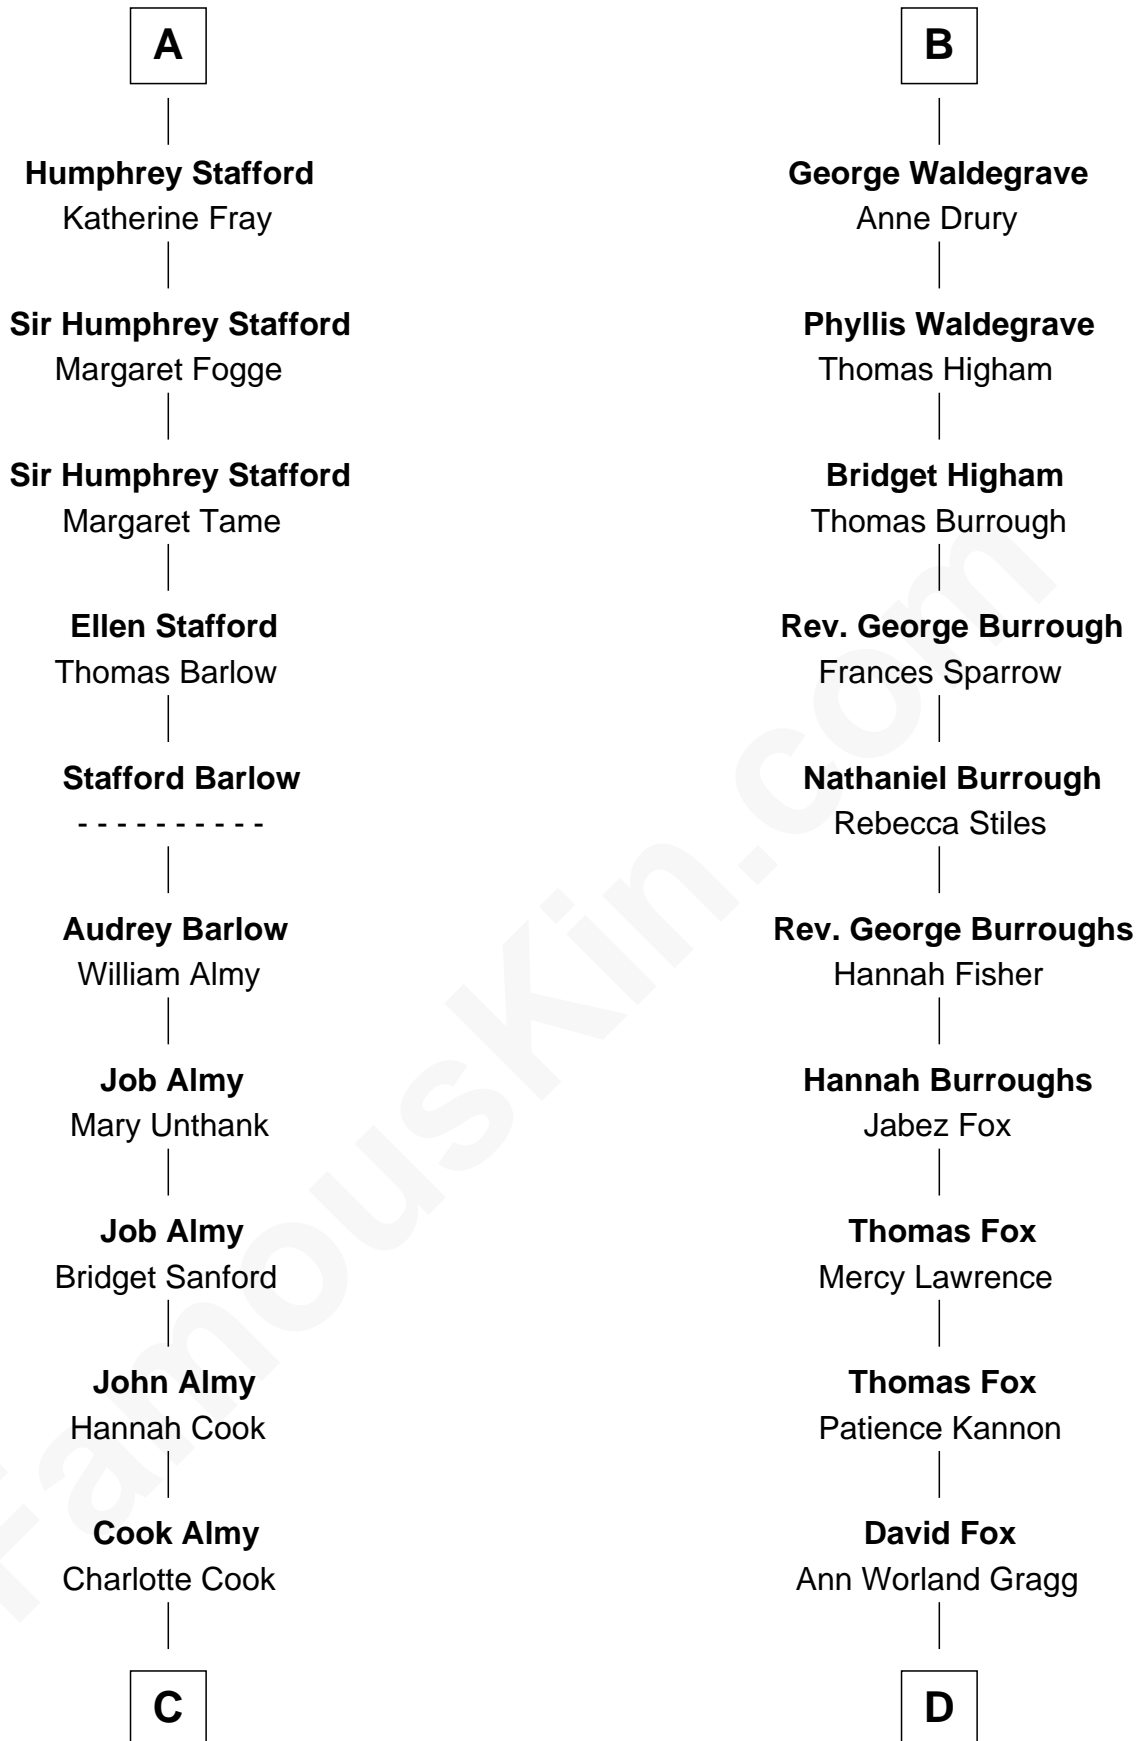 A
Humphrey Stafford
Katherine Fray
Sir Humphrey Stafford
Margaret Fogge
Sir Humphrey Stafford
Margaret Tame
Ellen Stafford
Thomas Barlow
Stafford Barlow
- - - - - - - - - -
Audrey Barlow
William Almy
Job Almy
Mary Unthank
Job Almy
Bridget Sanford
John Almy
Hannah Cook
Cook Almy
Charlotte Cook
C
B
George Waldegrave
Anne Drury
Phyllis Waldegrave
Thomas Higham
Bridget Higham
Thomas Burrough
Rev. George Burrough
Frances Sparrow
Nathaniel Burrough
Rebecca Stiles
Rev. George Burroughs
Hannah Fisher
Hannah Burroughs
Jabez Fox
Thomas Fox
Mercy Lawrence
Thomas Fox
Patience Kannon
David Fox
Ann Worland Gragg
D
FamousKin.com